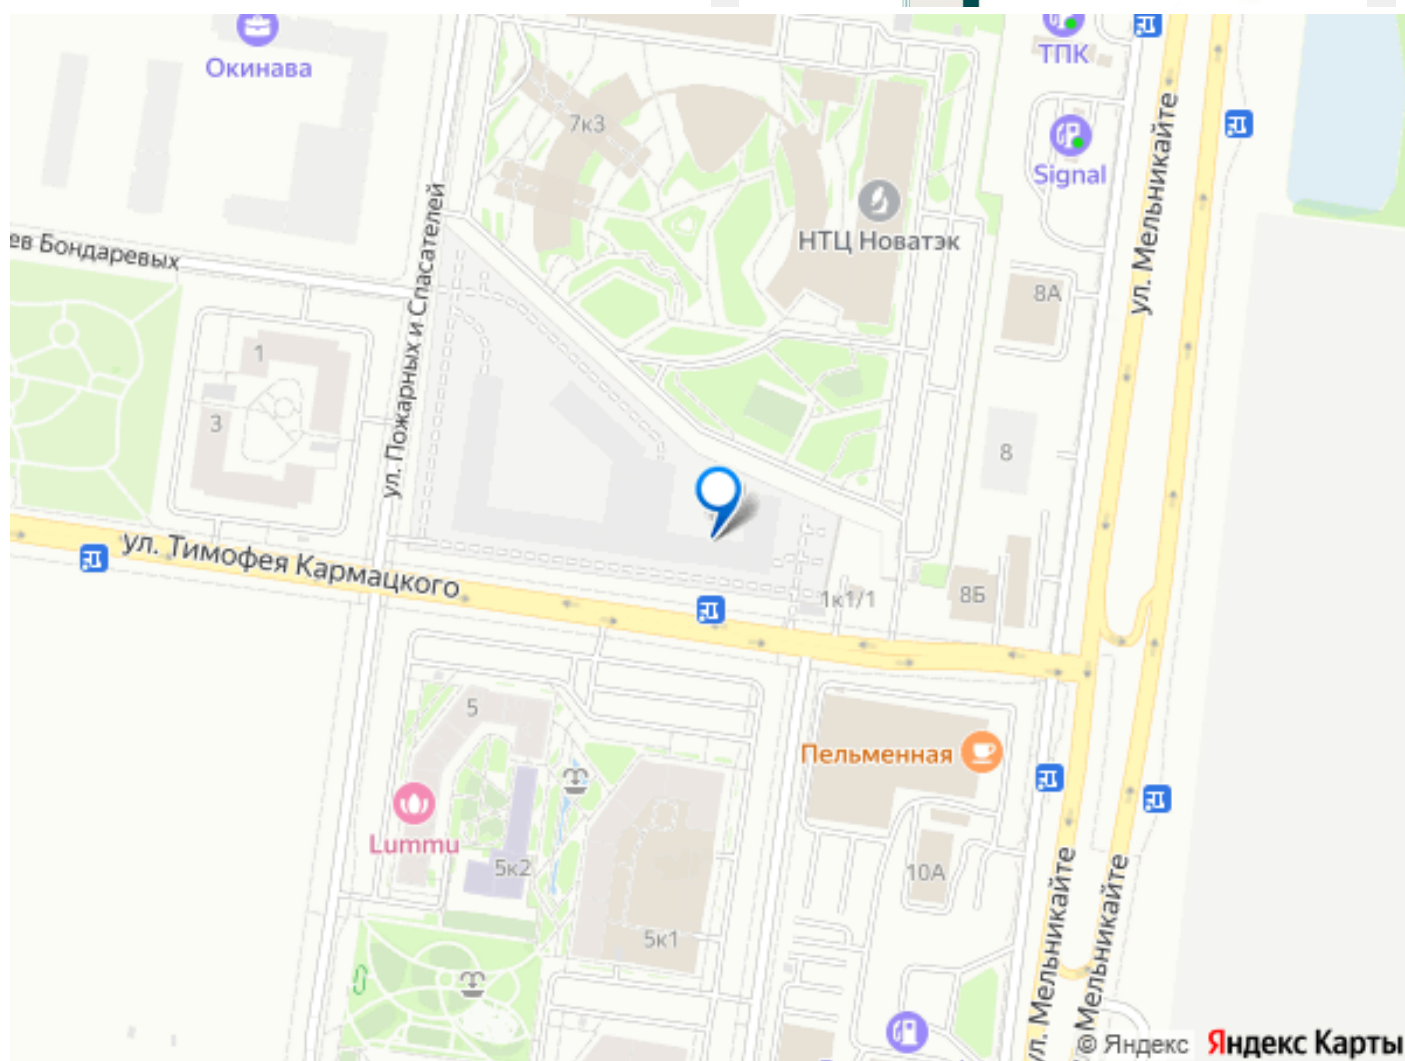 Окинава
ТПК
7к3
Signal
ул. Мельникайте
НТЦ Новатэк
ев Бондаревых
ул. Пожарных и Спасателей
8А
1
3
8
ул. Тимофея Кармацкого
8Б
1к1/1
5
Пельменная
Lummu
5к2
10А
5к1
ул. Мельникайте
Мельникайте
© Яндекс Яндекс Карты